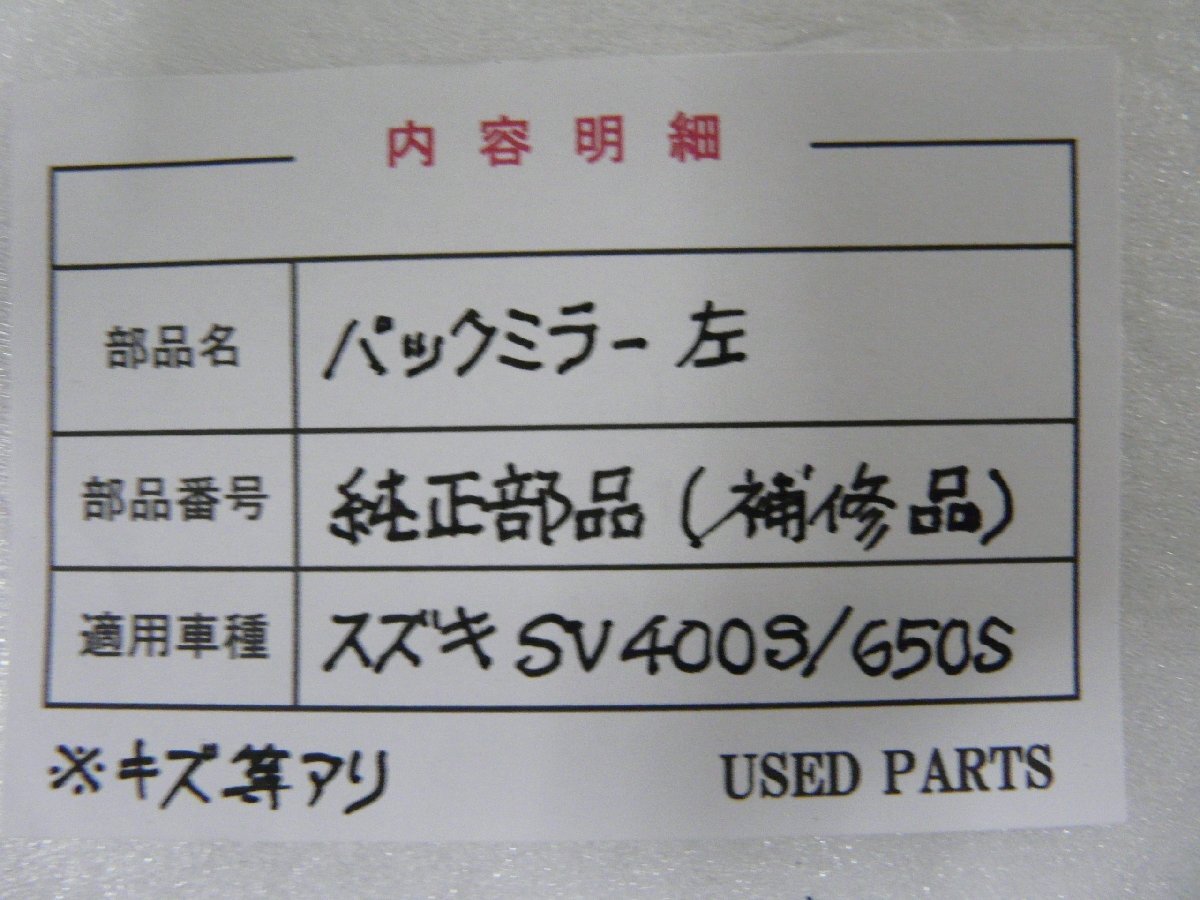 内容明細
部品名 バックミラー 左
部品番号 純正部品(補修品)
適用車種 スズキ SV400S/650S
※キズ等アリ USED PARTS